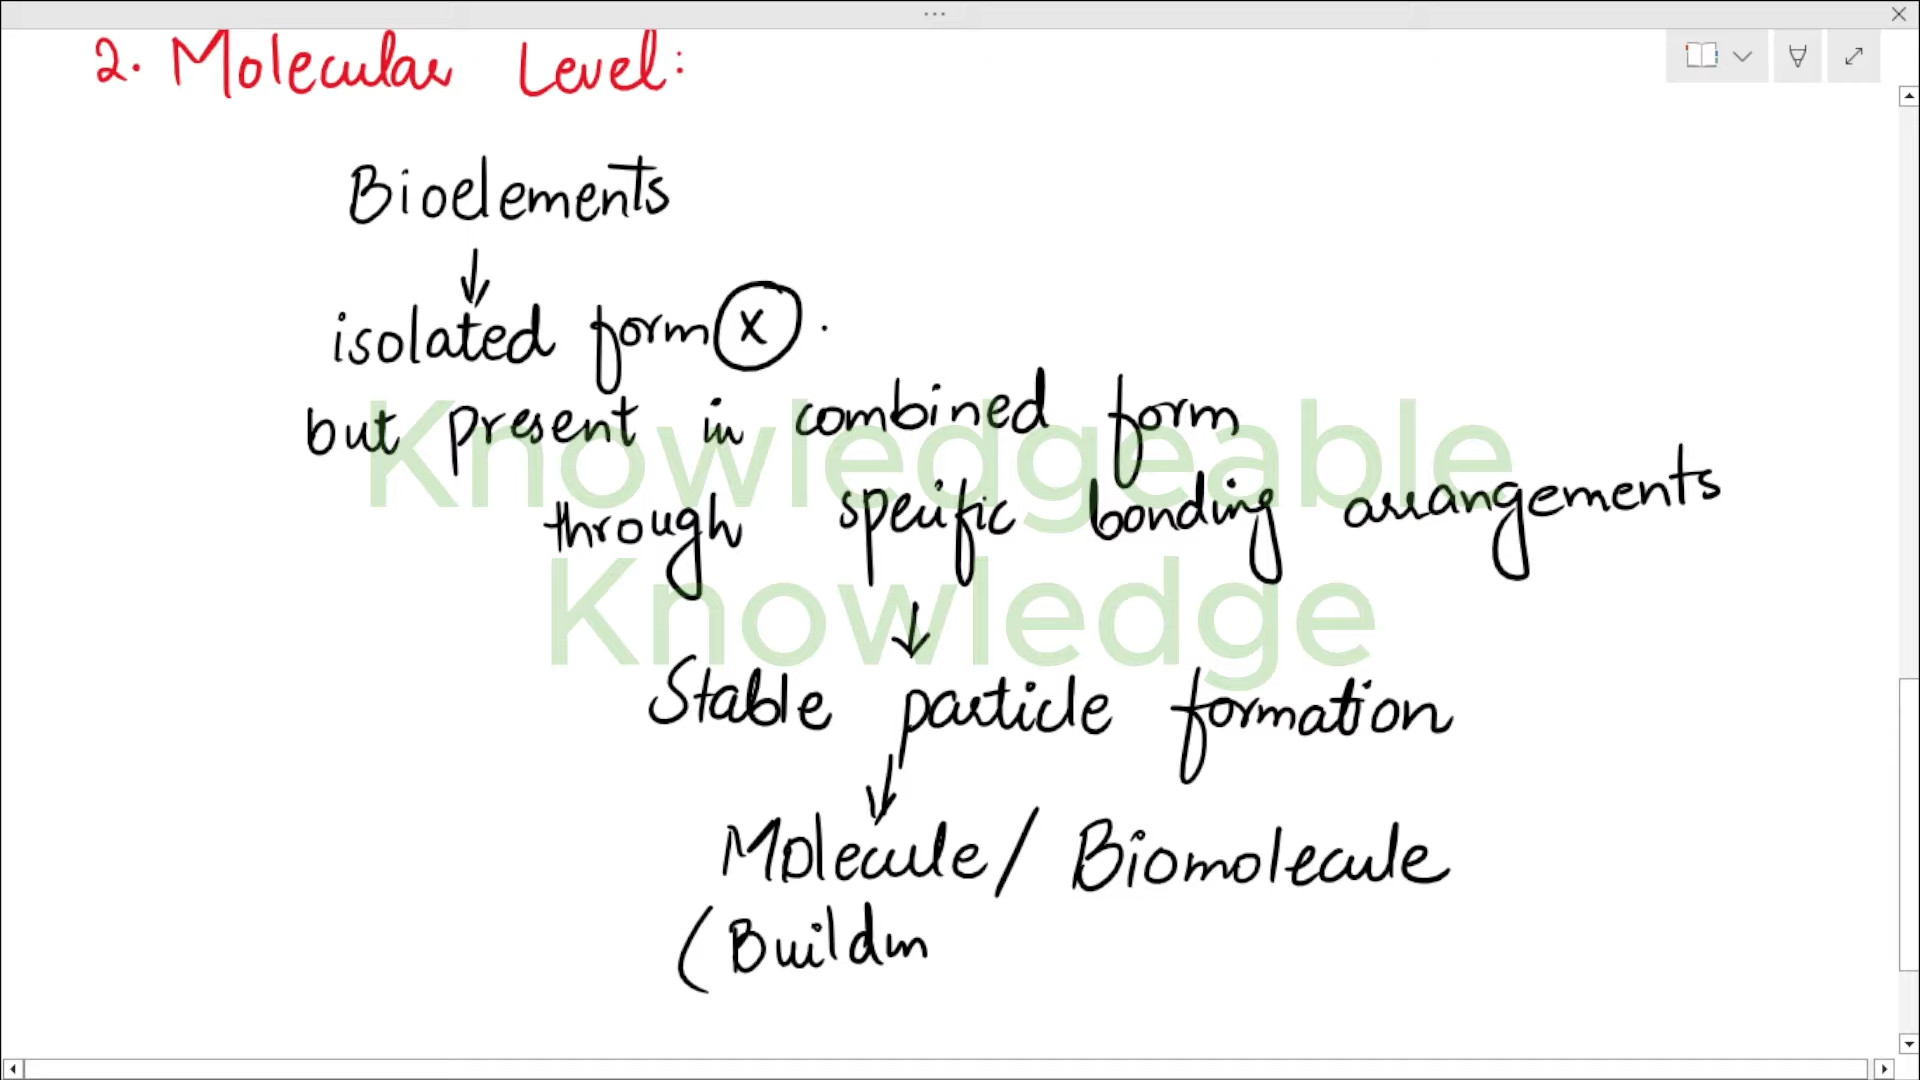 2. Molecular Level:
Bioelements
↓
isolated form (x).
but present in combined form
through specific bonding arrangements
↓
Stable particle formation
↓
Molecule / Biomolecule
(Buildin
Knowledgeable
Knowledge